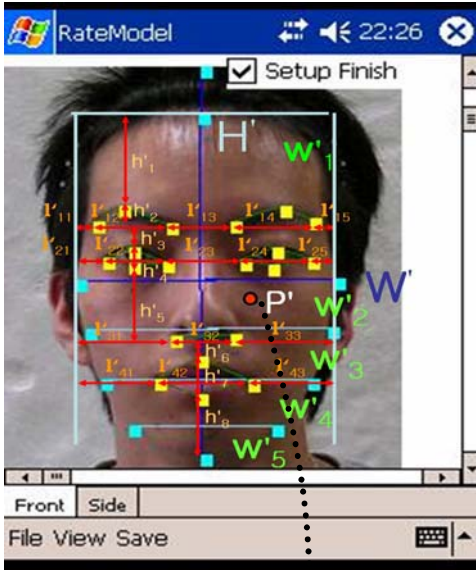 RateModel 22:26
Setup Finish
H'
w'1
h'1
l'11 l'12 h'2 l'13 l'14 l'15
h'3
l'21 l'22 l'23 l'24 l'25
h'4
W'
P'
h'5
w'2
l'31 l'32 l'33
h'6
w'3
l'41 l'42 h'7 l'43
w'4
h'8
w'5
Front Side
File View Save